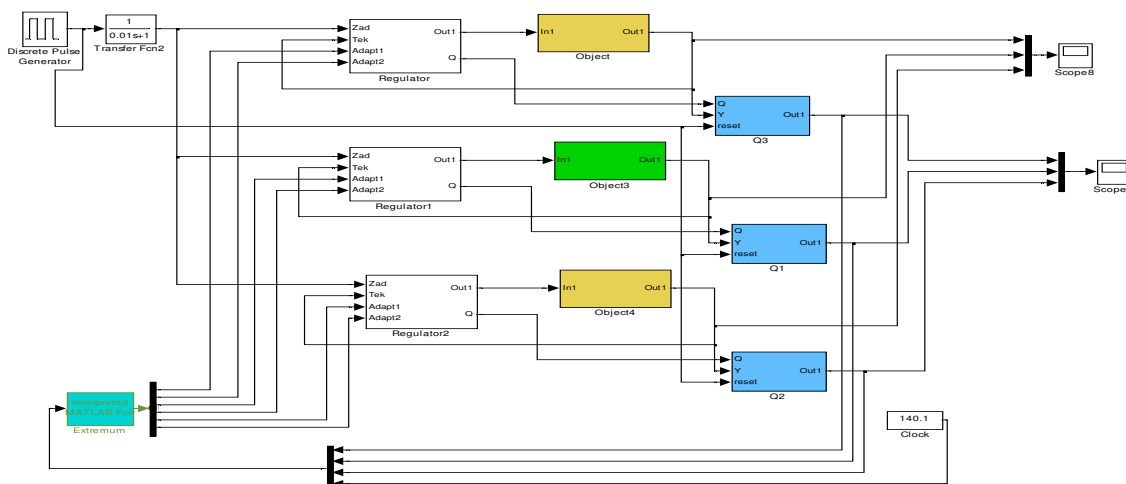 Discrete Pulse
Generator
1
0.01s+1
Transfer Fcn2
Zad
Tek
Adapt1
Adapt2
Out1
Q
Regulator
In1
Out1
Object
Scope8
Q
Y
reset
Out1
Q3
Zad
Tek
Adapt1
Adapt2
Out1
Q
Regulator1
In1
Out1
Object3
Scope
Q
Y
reset
Out1
Q1
Zad
Tek
Adapt1
Adapt2
Out1
Q
Regulator2
In1
Out1
Object4
Q
Y
reset
Out1
Q2
Interpreted
MATLAB Fcn
Extremum
140.1
Clock